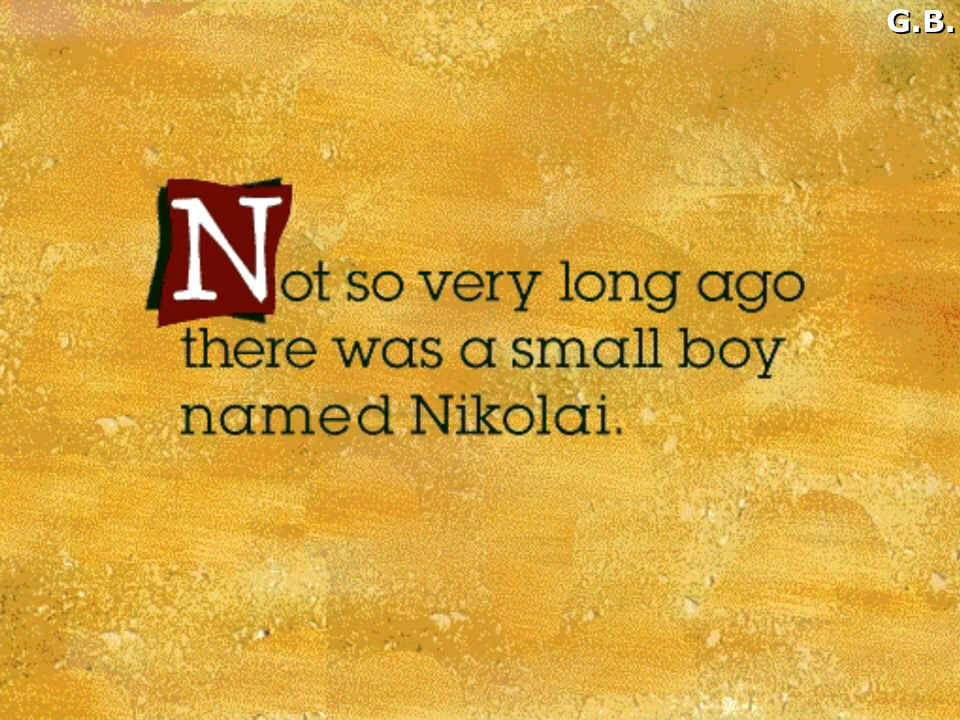 G.B.
Not so very long ago
there was a small boy
named Nikolai.